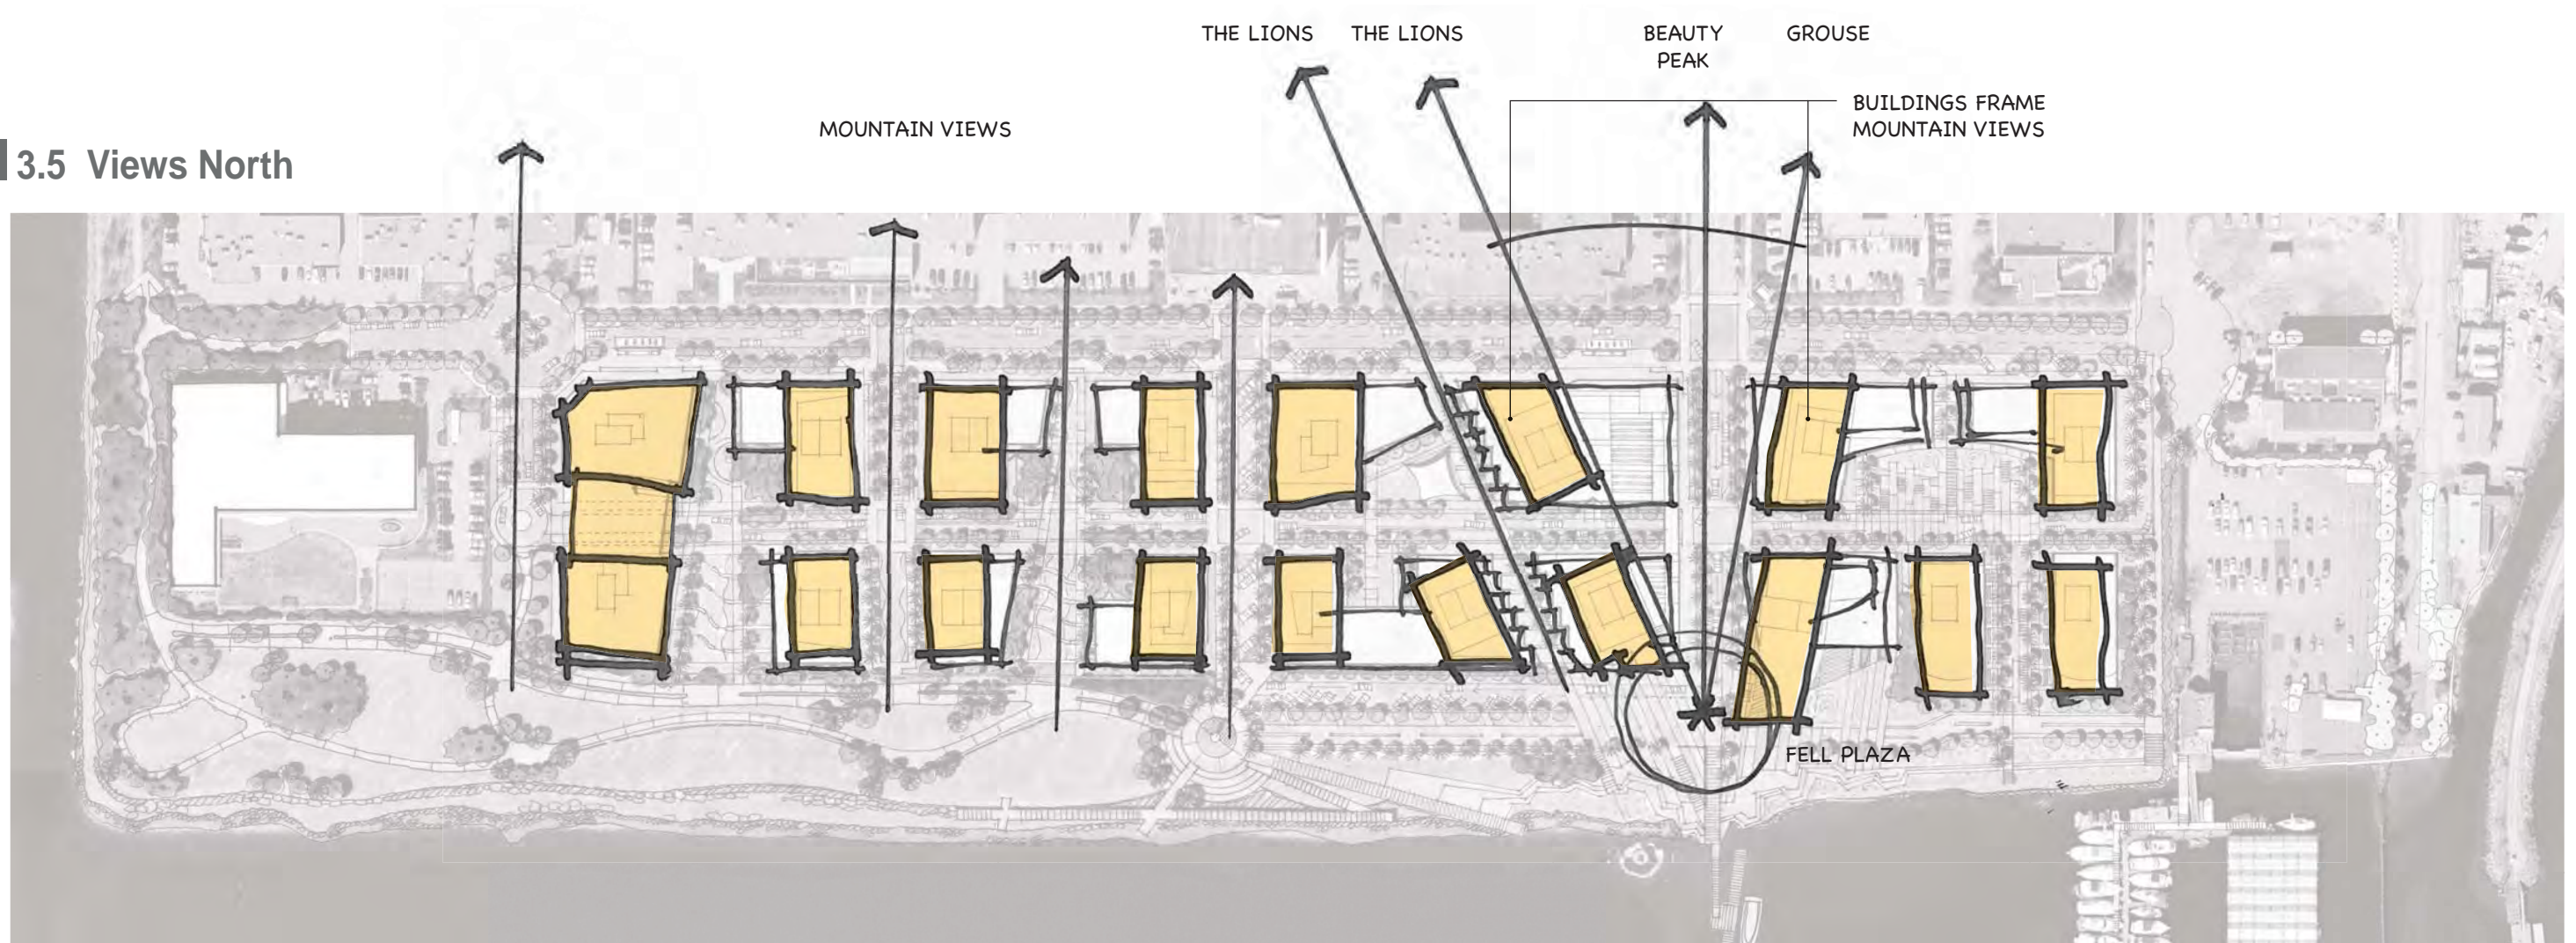 THE LIONS
THE LIONS
BEAUTY
PEAK
GROUSE
BUILDINGS FRAME
MOUNTAIN VIEWS
MOUNTAIN VIEWS
3.5 Views North
FELL PLAZA